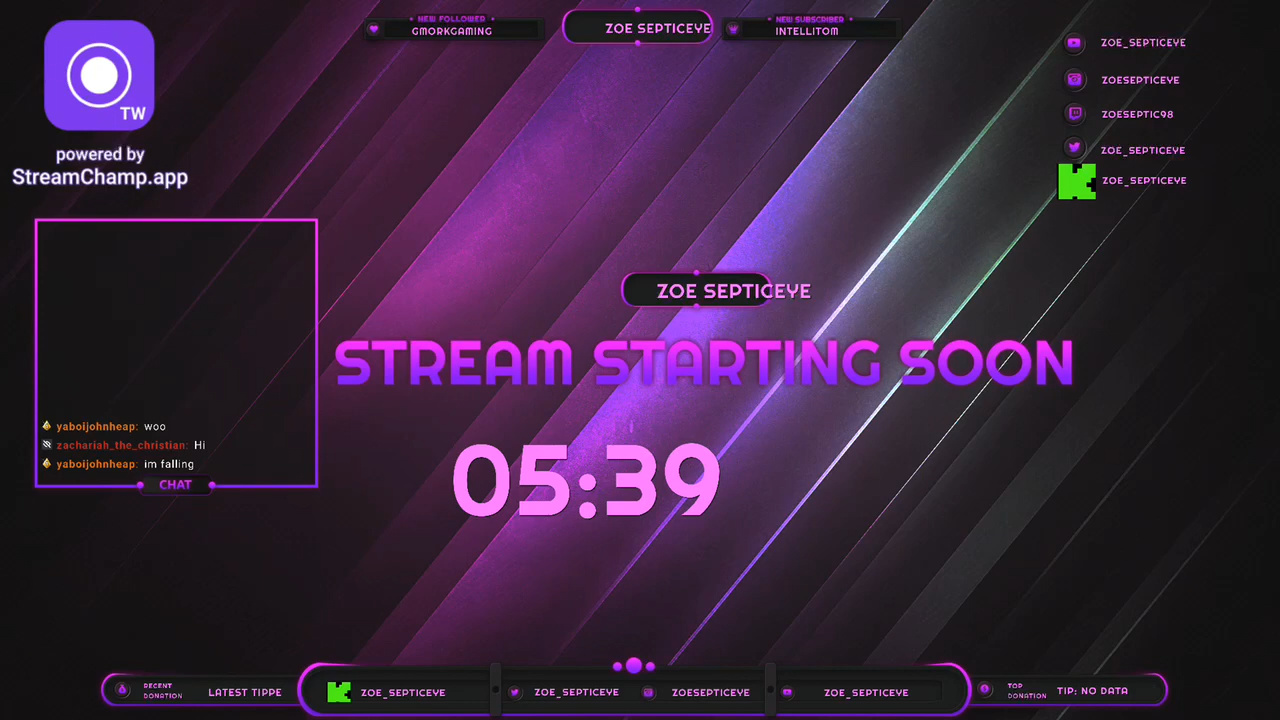 TW
powered by
StreamChamp.app
NEW FOLLOWER
GMORKGAMING
ZOE SEPTICEYE
NEW SUBSCRIBER
INTELLITOM
ZOE_SEPTICEYE
ZOESEPTICEYE
ZOESEPTIC98
ZOE_SEPTICEYE
ZOE_SEPTICEYE
ZOE SEPTICEYE
STREAM STARTING SOON
05:39
yaboijohnheap: woo
zachariah_the_christian: Hi
yaboijohnheap: im falling
CHAT
RECENT
DONATION
LATEST TIPPE
ZOE_SEPTICEYE
ZOE_SEPTICEYE
ZOESEPTICEYE
ZOE_SEPTICEYE
TOP
DONATION
TIP: NO DATA